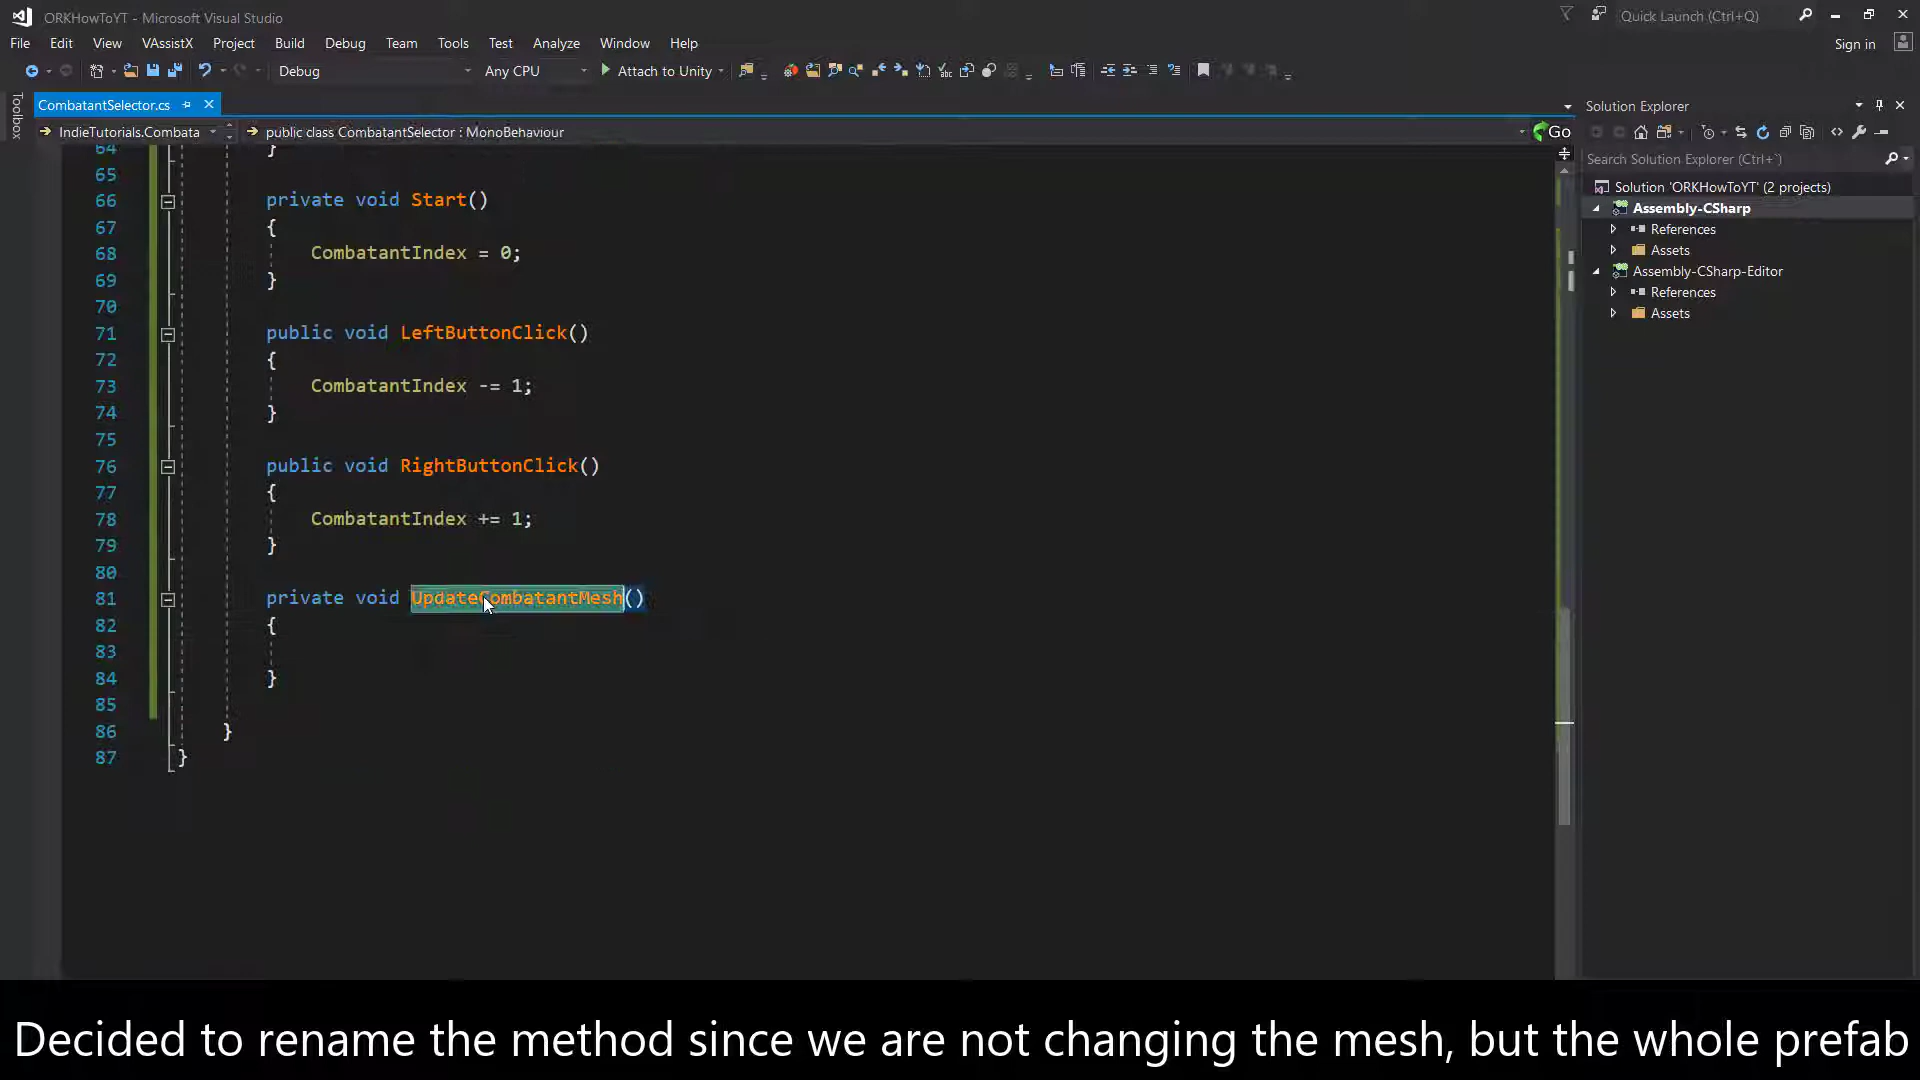 ORKHowToYT - Microsoft Visual Studio
Quick Launch (Ctrl+Q)
File Edit View VAssistX Project Build Debug Team Tools Test Analyze Window Help
Sign in
Debug Any CPU Attach to Unity
Toolbox
CombatantSelector.cs
Solution Explorer
IndieTutorials.Combata public class CombatantSelector : MonoBehaviour Go
Search Solution Explorer (Ctrl+`)
Solution 'ORKHowToYT' (2 projects)
Assembly-CSharp
References
Assets
Assembly-CSharp-Editor
References
Assets
64 }
65
66 private void Start()
67 {
68 CombatantIndex = 0;
69 }
70
71 public void LeftButtonClick()
72 {
73 CombatantIndex -= 1;
74 }
75
76 public void RightButtonClick()
77 {
78 CombatantIndex += 1;
79 }
80
81 private void UpdateCombatantMesh()
82 {
83
84 }
85
86 }
87 }
Decided to rename the method since we are not changing the mesh, but the whole prefab